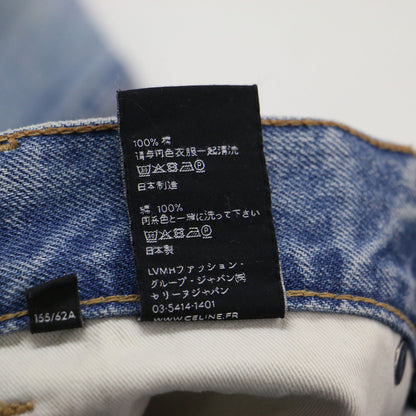 100% 棉
请与同色衣服一起清洗
日本制造
綿 100%
同系色と一緒に洗って下さい
日本製
LVMHファッション・
グループ・ジャパン㈱
セリーヌジャパン
03-5414-1401
WWW.CELINE.FR
155/62A